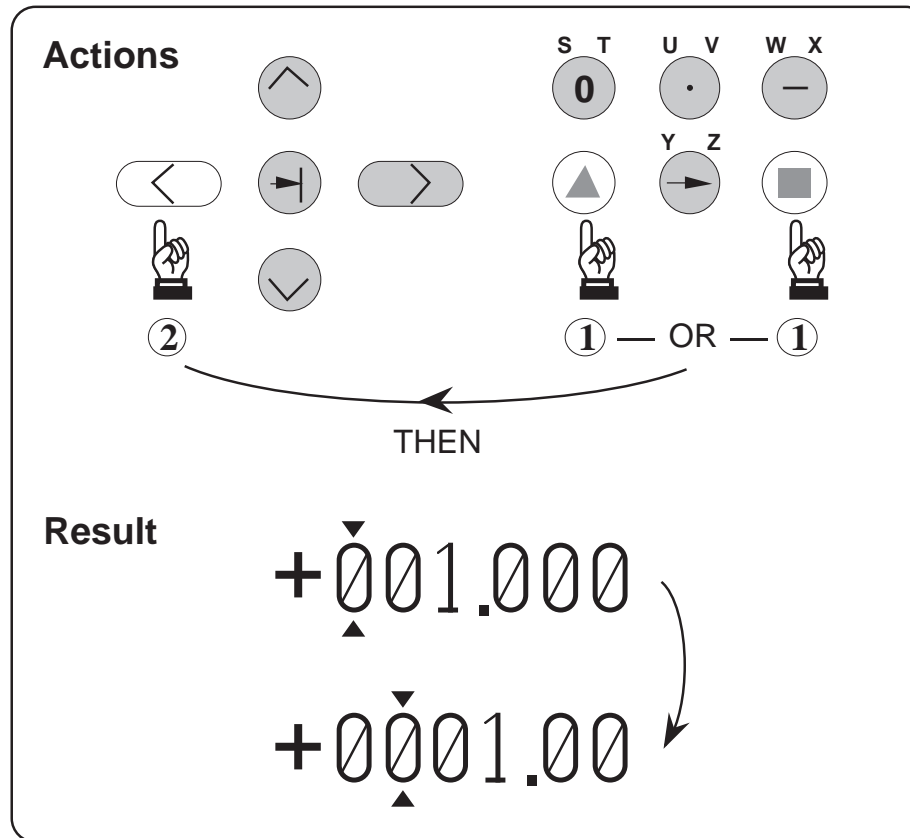 Actions
S T U V W X
0 . –
Y Z
2 1 — OR — 1
THEN
Result
+001.000
+0001.00